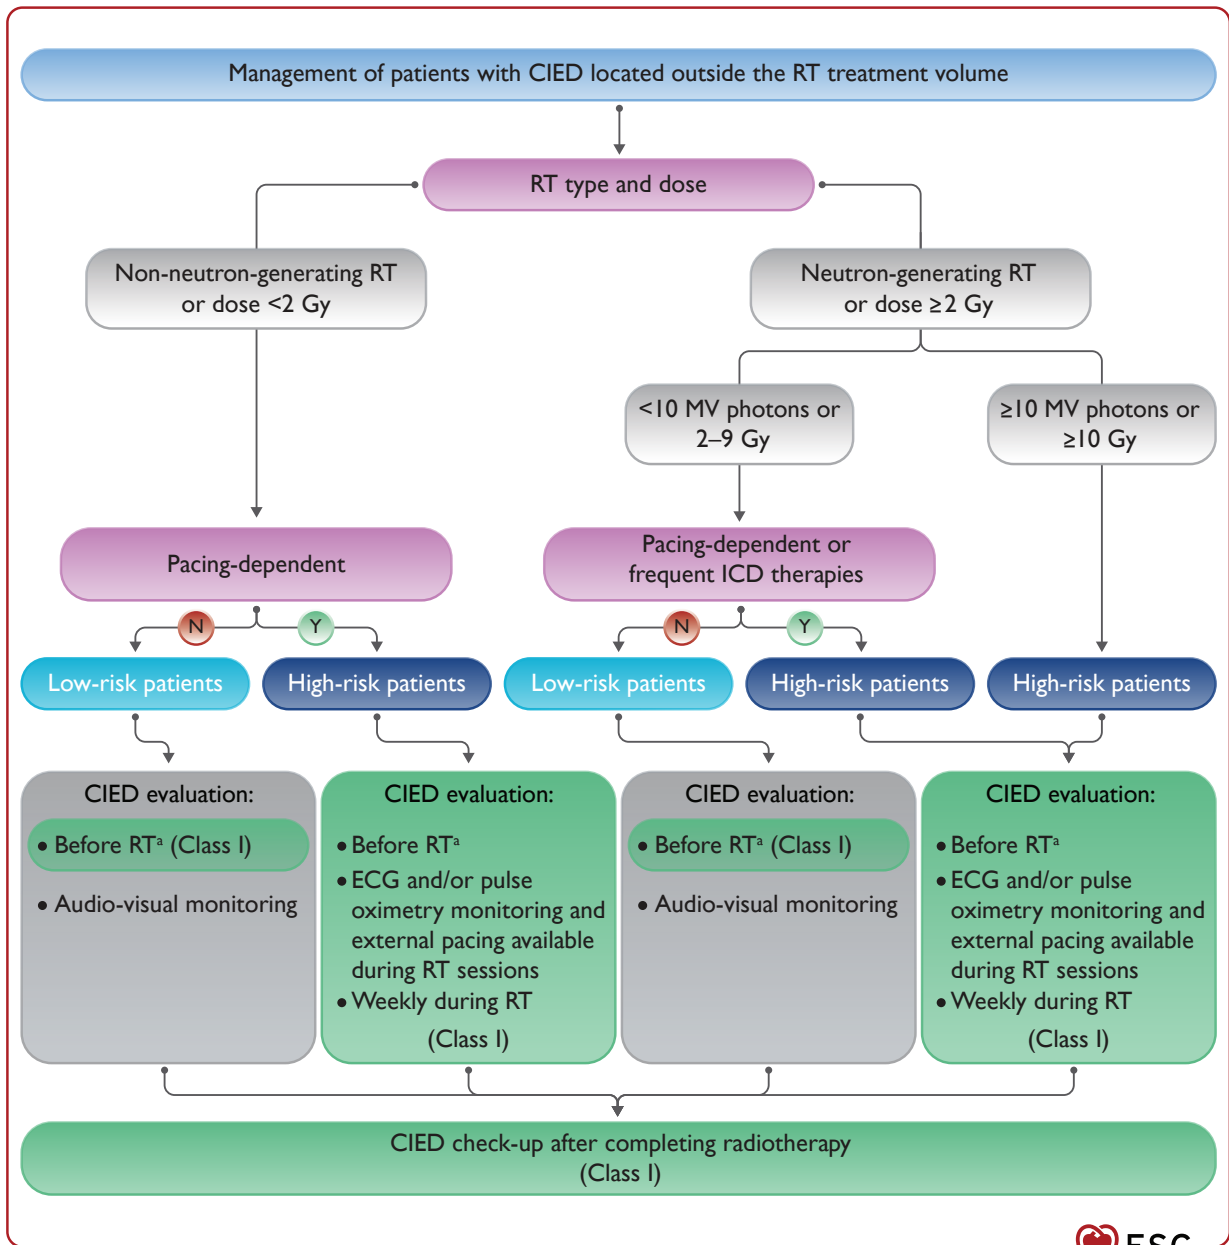 Management of patients with CIED located outside the RT treatment volume
RT type and dose
Non-neutron-generating RT
or dose <2 Gy
Neutron-generating RT
or dose ≥2 Gy
<10 MV photons or
2–9 Gy
≥10 MV photons or
≥10 Gy
Pacing-dependent
Pacing-dependent or
frequent ICD therapies
N
Y
N
Y
Low-risk patients
High-risk patients
Low-risk patients
High-risk patients
High-risk patients
CIED evaluation:
• Before RTᵃ (Class I)
• Audio-visual monitoring
CIED evaluation:
• Before RTᵃ
• ECG and/or pulse
oximetry monitoring and
external pacing available
during RT sessions
• Weekly during RT
(Class I)
CIED evaluation:
• Before RTᵃ (Class I)
• Audio-visual monitoring
CIED evaluation:
• Before RTᵃ
• ECG and/or pulse
oximetry monitoring and
external pacing available
during RT sessions
• Weekly during RT
(Class I)
CIED check-up after completing radiotherapy
(Class I)
ESC